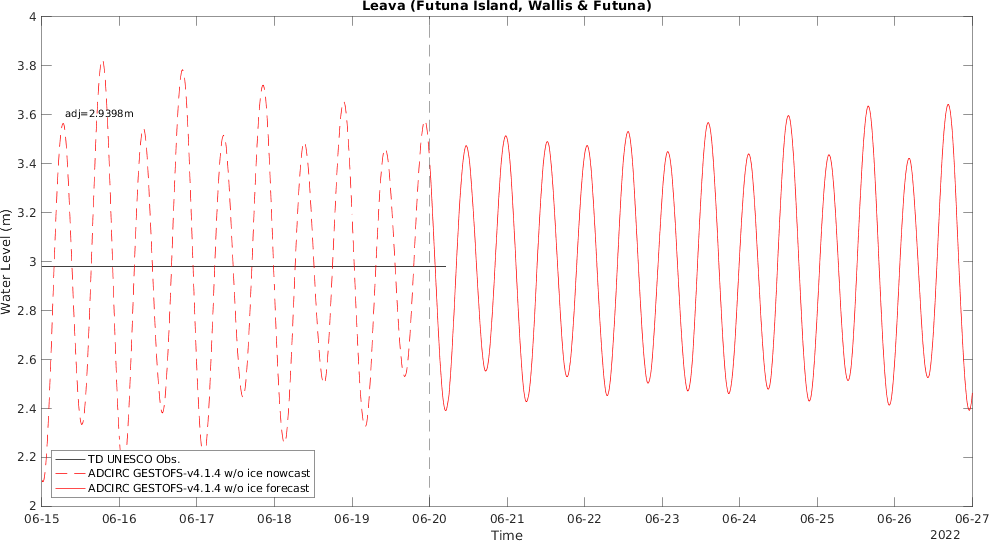 Leava (Futuna Island, Wallis & Futuna)
4
3.8
3.6
3.4
3.2
3
2.8
2.6
2.4
2.2
2
Water Level (m)
adj=2.9398m
TD UNESCO Obs.
ADCIRC GESTOFS-v4.1.4 w/o ice nowcast
ADCIRC GESTOFS-v4.1.4 w/o ice forecast
06-15 06-16 06-17 06-18 06-19 06-20 06-21 06-22 06-23 06-24 06-25 06-26 06-27
Time
2022